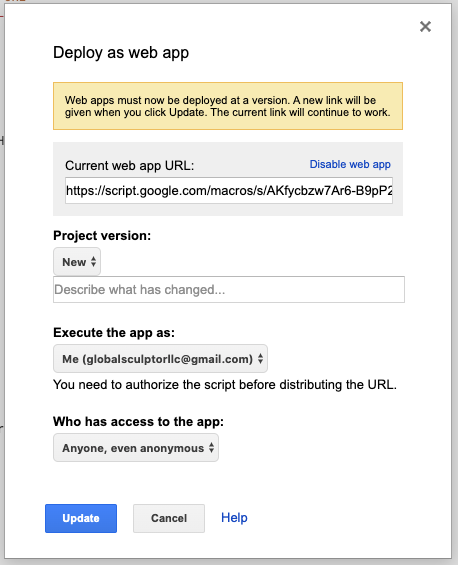 Deploy as web app
Web apps must now be deployed at a version. A new link will be
given when you click Update. The current link will continue to work.
Current web app URL:
Disable web app
https://script.google.com/macros/s/AKfycbzw7Ar6-B9pP2
Project version:
New
Describe what has changed...
Execute the app as:
Me (globalsculptorllc@gmail.com)
You need to authorize the script before distributing the URL.
Who has access to the app:
Anyone, even anonymous
Update
Cancel
Help